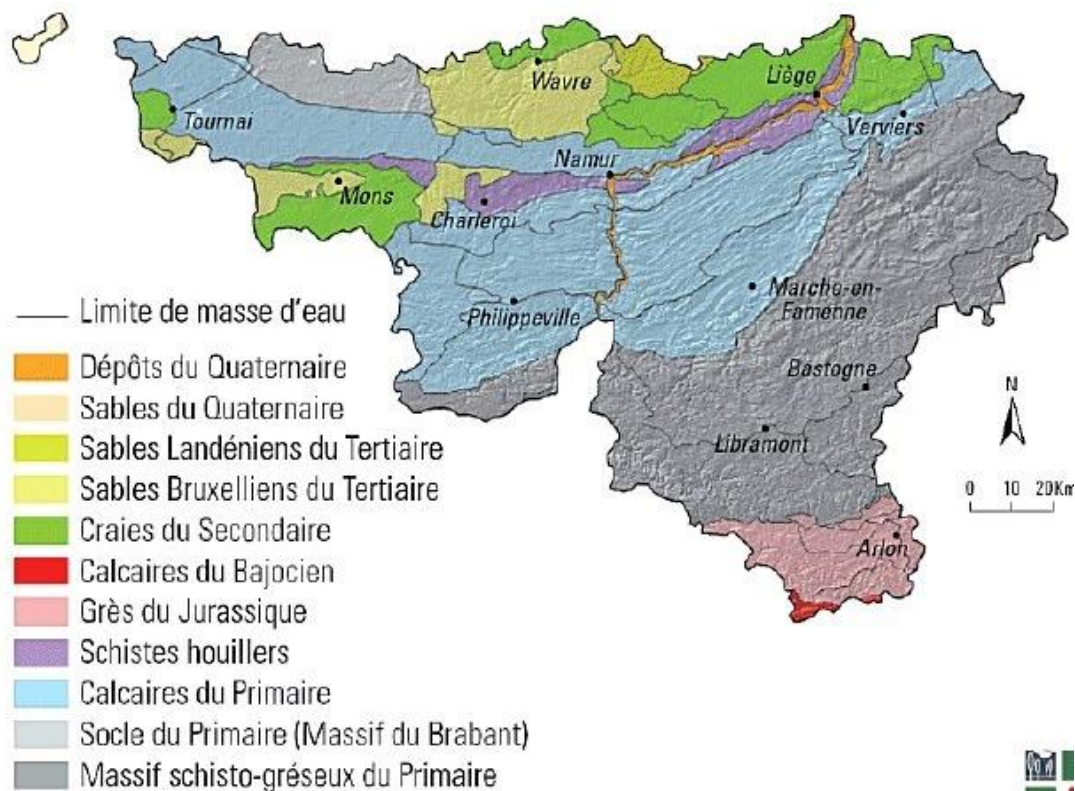 Wavre
Liège
Tournai
Verviers
Namur
Mons
Charleroi
Marche-en-
Famenne
Philippeville
Bastogne
Libramont
Arlon
N
0 10 20Km
Limite de masse d'eau
Dépôts du Quaternaire
Sables du Quaternaire
Sables Landéniens du Tertiaire
Sables Bruxelliens du Tertiaire
Craies du Secondaire
Calcaires du Bajocien
Grès du Jurassique
Schistes houillers
Calcaires du Primaire
Socle du Primaire (Massif du Brabant)
Massif schisto-gréseux du Primaire